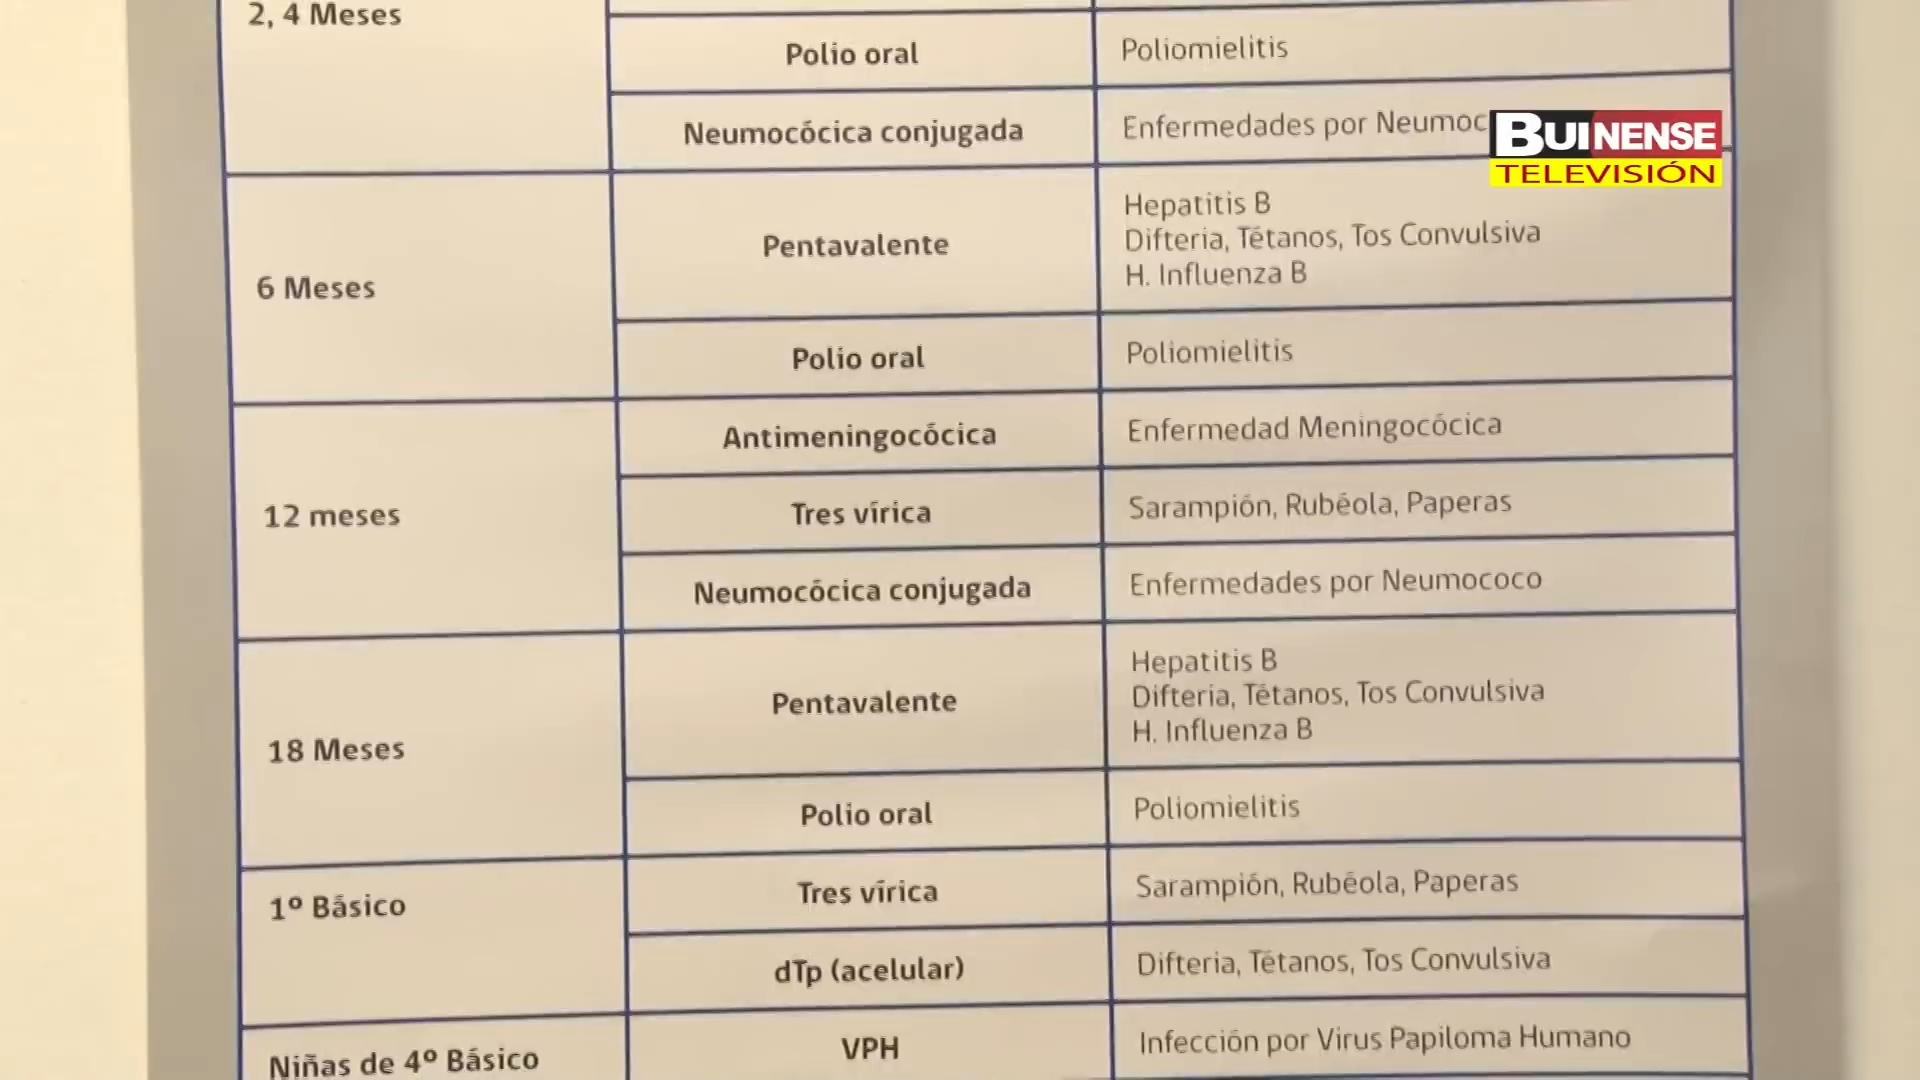 2, 4 Meses
Polio oral
Poliomielitis
Neumocócica conjugada
Enfermedades por Neumoc
BUINENSE
TELEVISIÓN
6 Meses
Pentavalente
Hepatitis B
Difteria, Tétanos, Tos Convulsiva
H. Influenza B
Polio oral
Poliomielitis
12 meses
Antimeningocócica
Enfermedad Meningocócica
Tres vírica
Sarampión, Rubéola, Paperas
Neumocócica conjugada
Enfermedades por Neumococo
18 Meses
Pentavalente
Hepatitis B
Difteria, Tétanos, Tos Convulsiva
H. Influenza B
Polio oral
Poliomielitis
1º Básico
Tres vírica
Sarampión, Rubéola, Paperas
dTp (acelular)
Difteria, Tétanos, Tos Convulsiva
Niñas de 4º Básico
VPH
Infección por Virus Papiloma Humano